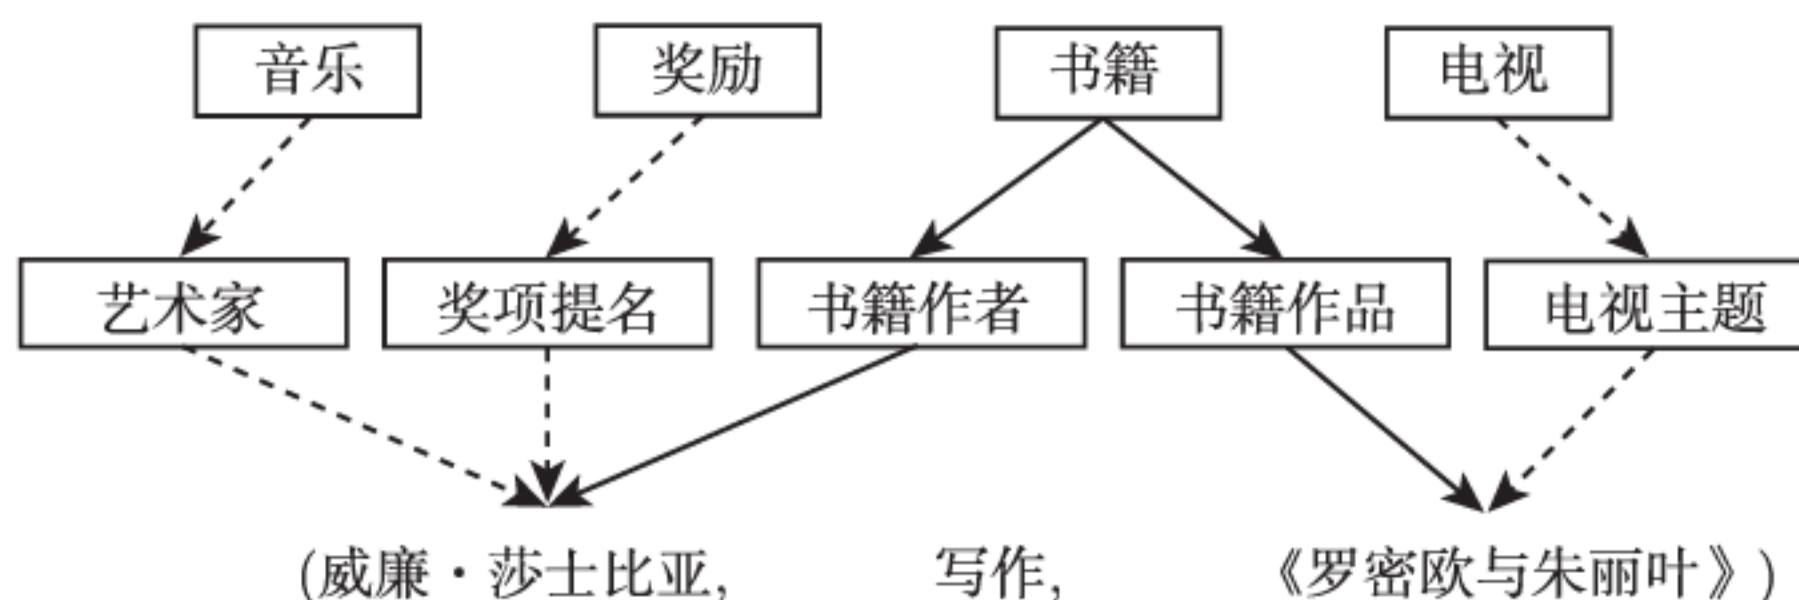 音乐 奖励 书籍 电视
艺术家 奖项提名 书籍作者 书籍作品 电视主题
(威廉·莎士比亚, 写作, 《罗密欧与朱丽叶》)